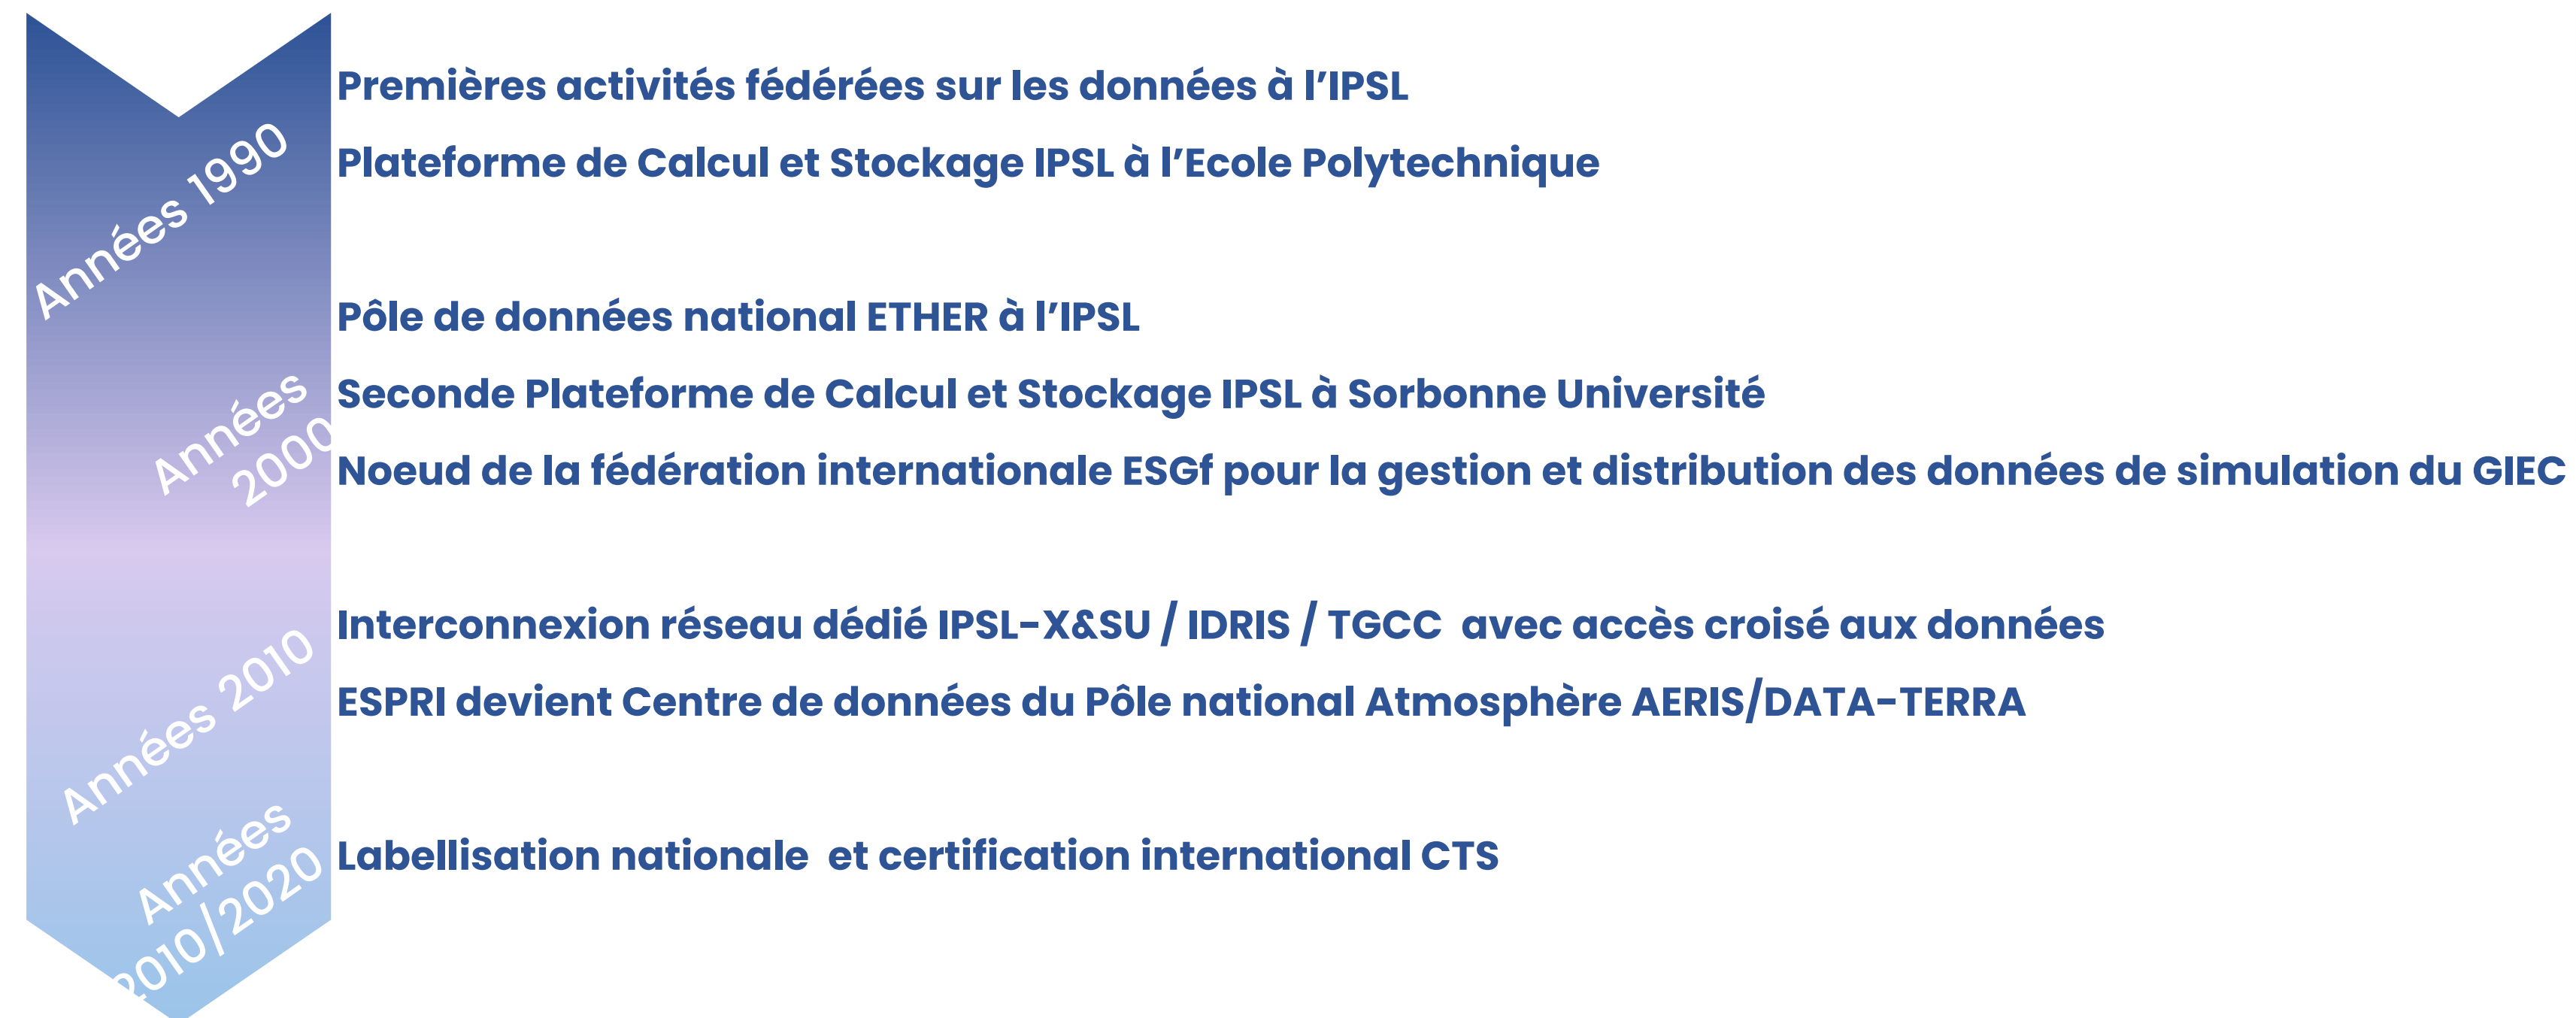 Années 1990
Premières activités fédérées sur les données à l’IPSL
Plateforme de Calcul et Stockage IPSL à l’Ecole Polytechnique
Années
2000
Pôle de données national ETHER à l’IPSL
Seconde Plateforme de Calcul et Stockage IPSL à Sorbonne Université
Noeud de la fédération internationale ESGf pour la gestion et distribution des données de simulation du GIEC
Années 2010
Interconnexion réseau dédié IPSL-X&SU / IDRIS / TGCC  avec accès croisé aux données
ESPRI devient Centre de données du Pôle national Atmosphère AERIS/DATA-TERRA
Années
2010/2020
Labellisation nationale  et certification international CTS